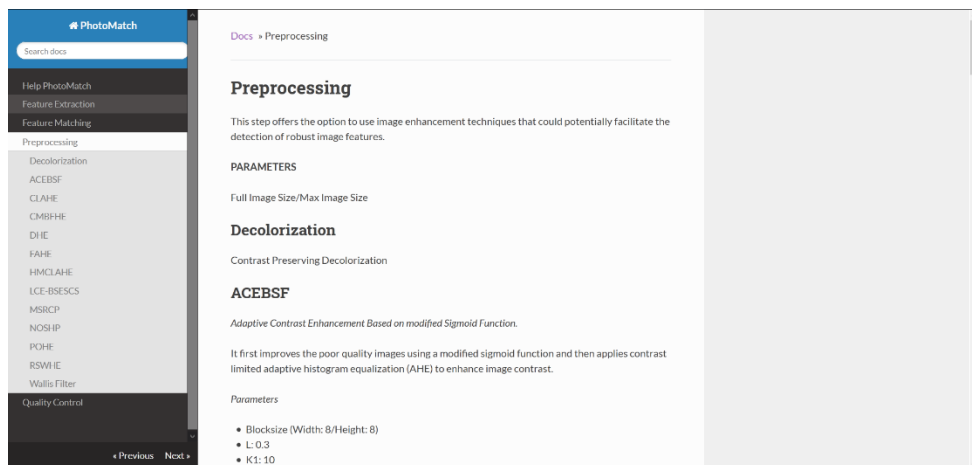 PhotoMatch
Search docs
Help PhotoMatch
Feature Extraction
Feature Matching
Preprocessing
Decolorization
ACEBSF
CLAHE
CMBFHE
DHE
FAHE
HMCLAHE
LCE-BSESCS
MSRCP
NOSHP
POHE
RSWHE
Wallis Filter
Quality Control
« Previous Next »
Docs » Preprocessing
Preprocessing
This step offers the option to use image enhancement techniques that could potentially facilitate the
detection of robust image features.
PARAMETERS
Full Image Size/Max Image Size
Decolorization
Contrast Preserving Decolorization
ACEBSF
Adaptive Contrast Enhancement Based on modified Sigmoid Function.
It first improves the poor quality images using a modified sigmoid function and then applies contrast
limited adaptive histogram equalization (AHE) to enhance image contrast.
Parameters
• Blocksize (Width: 8/Height: 8)
• L: 0.3
• K1: 10